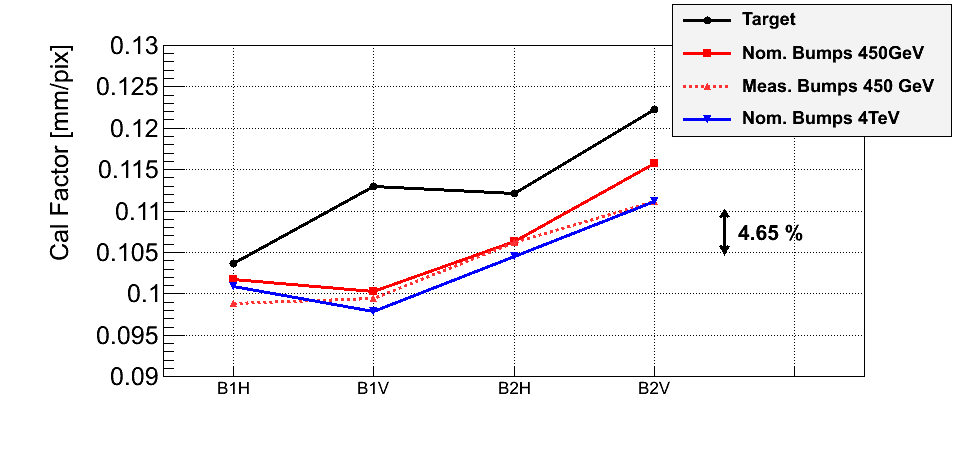 Target
Nom. Bumps 450GeV
Meas. Bumps 450 GeV
Nom. Bumps 4TeV
Cal Factor [mm/pix]
0.13
0.125
0.12
0.115
0.11
0.105
0.1
0.095
0.09
4.65 %
B1H B1V B2H B2V